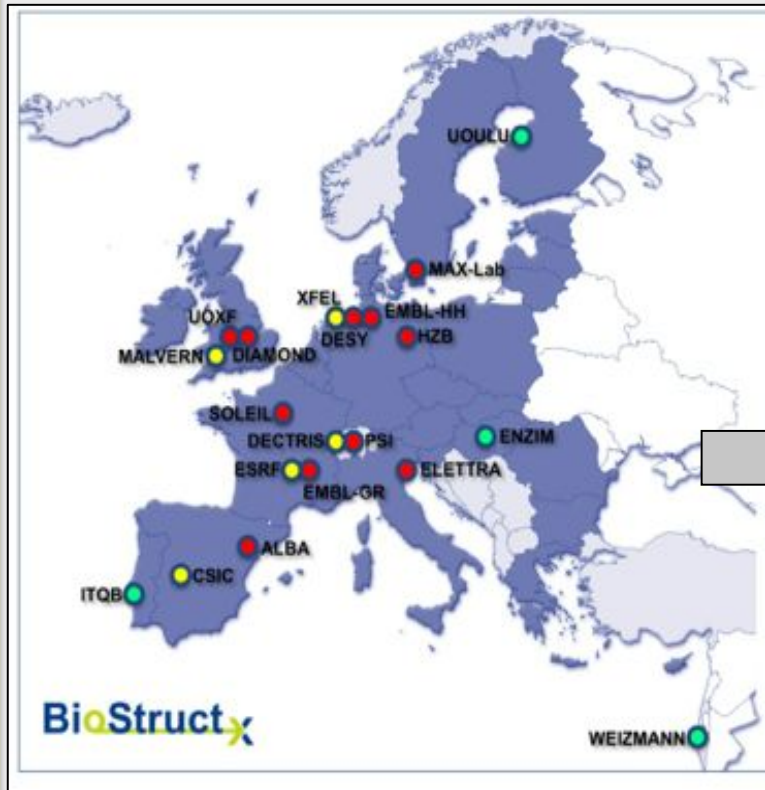 UOULU
MAX-Lab
XFEL
EMBL-HH
DESY
HZB
UOXF
MALVERN
DIAMOND
SOLEIL
DECTRIS
PSI
ENZIM
ESRF
ELETTRA
EMBL-GR
ALBA
CSIC
ITQB
BioStruct x
WEIZMANN